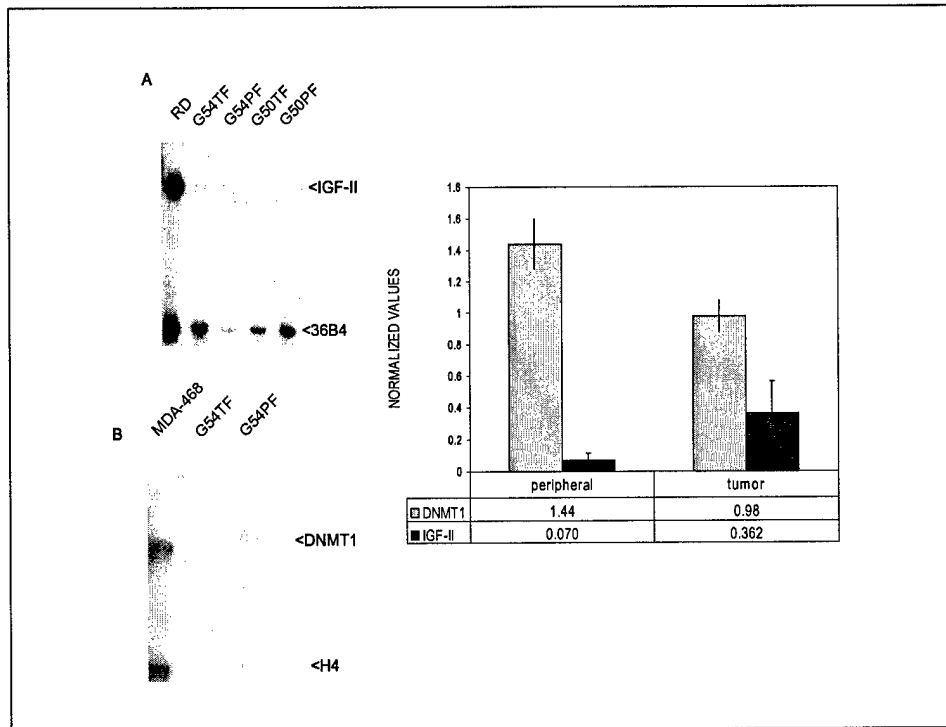 A
RD
G54TF
G54PF
G50TF
G50PF
<IGF-II
<36B4
B
MDA-468
G54TF
G54PF
<DNMT1
<H4
NORMALIZED VALUES
1.6
1.8
1.4
1.2
1
0.8
0.6
0.4
0.2
0
peripheral tumor
DNMT1 1.44 0.98
IGF-II 0.070 0.362